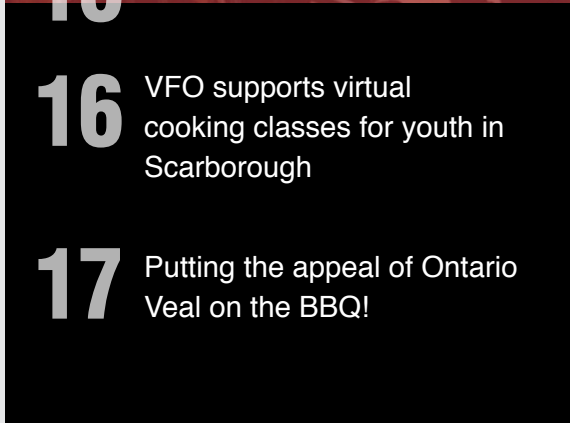 16
VFO supports virtual
cooking classes for youth in
Scarborough
17
Putting the appeal of Ontario
Veal on the BBQ!